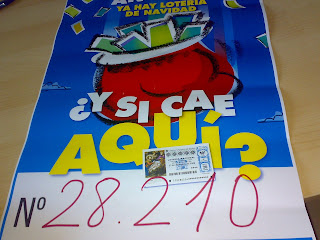 YA HAY LOTERÍA
DE NAVIDAD
¿Y SI CAE
AQUÍ?
Nº 28.210